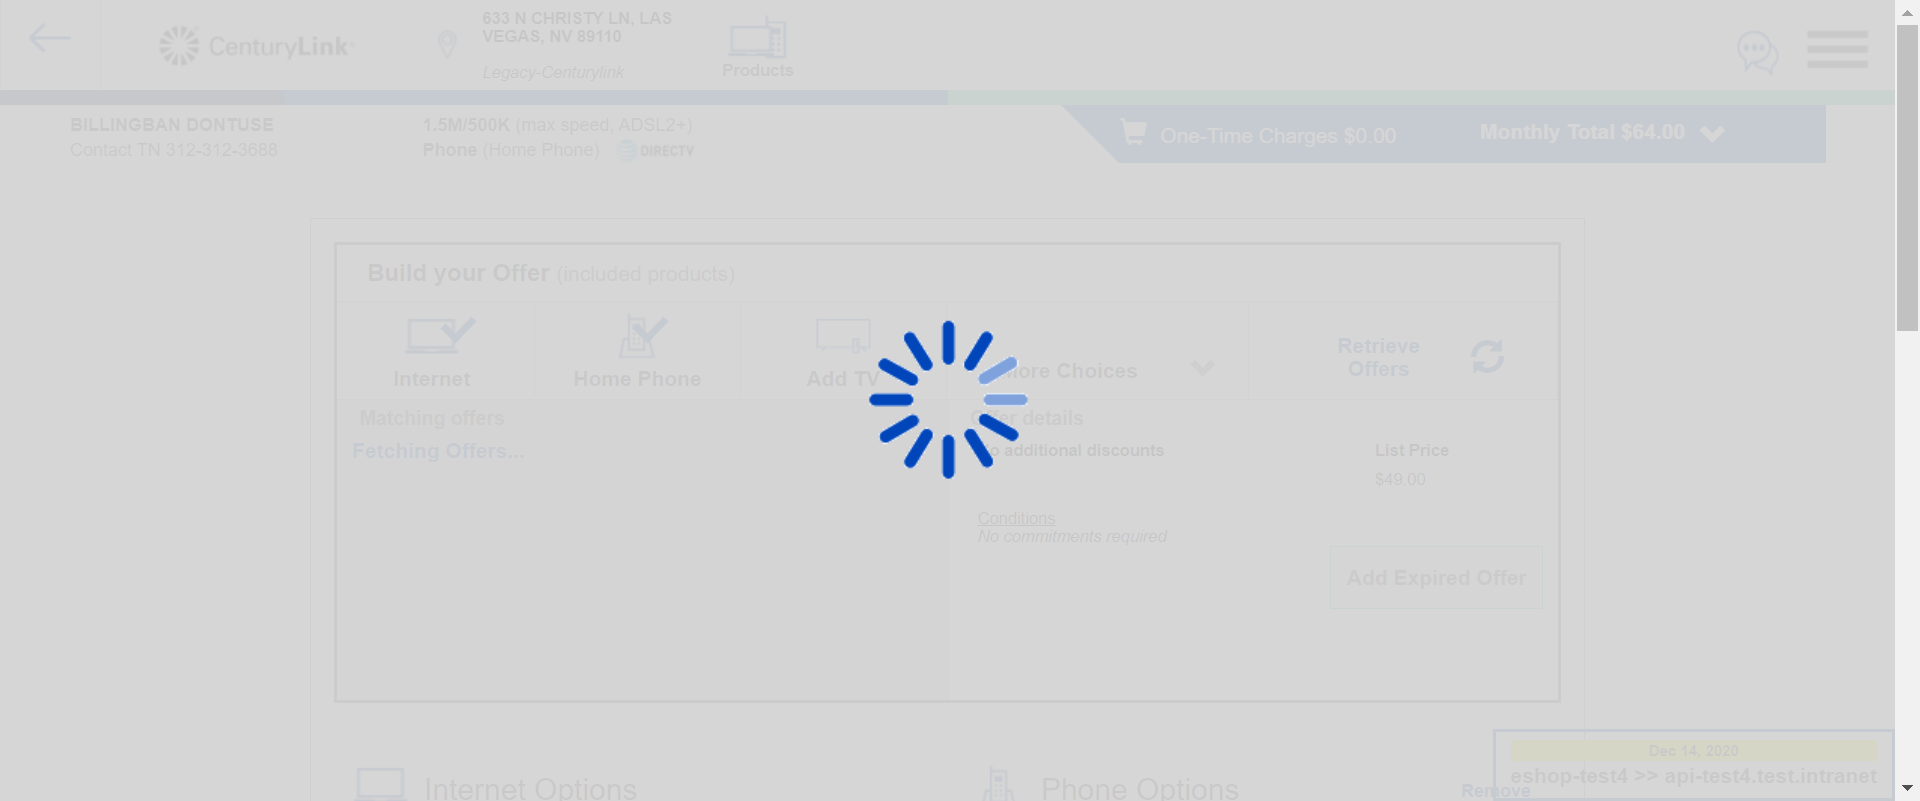 CenturyLink
633 N CHRISTY LN, LAS
VEGAS, NV 89110
Legacy-Centurylink
Products
BILLINGBAN DONTUSE
Contact TN 312-312-3688
1.5M/500K (max speed, ADSL2+)
Phone (Home Phone) DIRECTV
One-Time Charges $0.00
Monthly Total $64.00
Build your Offer (included products)
Internet
Home Phone
Add TV
More Choices
Retrieve
Offers
Matching offers
Fetching Offers...
Offer details
No additional discounts
List Price
$49.00
Conditions
No commitments required
Add Expired Offer
Internet Options
Phone Options
Remove
Dec 14, 2020
eshop-test4 >> api-test4.test.intranet